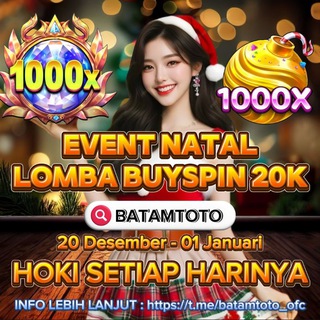 1000x
1000X
EVENT NATAL
LOMBA BUYSPIN 20K
BATAMTOTO
20 Desember - 01 Januari
HOKI SETIAP HARINYA
INFO LEBIH LANJUT : https://t.me/batamtoto_ofc